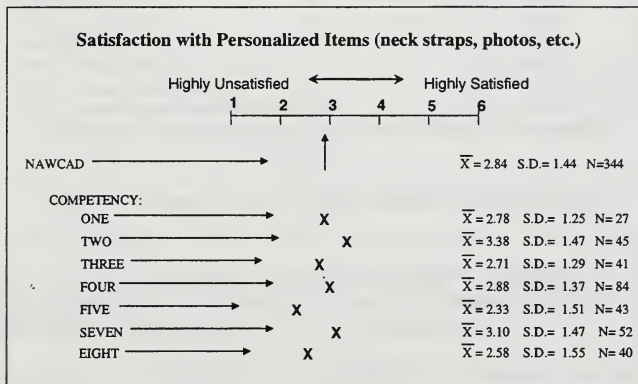 Satisfaction with Personalized Items (neck straps, photos, etc.)
Highly Unsatisfied Highly Satisfied
1 2 3 4 5 6
NAWCAD X̄ = 2.84 S.D.= 1.44 N=344
COMPETENCY:
ONE X X̄ = 2.78 S.D.= 1.25 N= 27
TWO X X̄ = 3.38 S.D.= 1.47 N= 45
THREE X X̄ = 2.71 S.D.= 1.29 N= 41
FOUR X X̄ = 2.88 S.D.= 1.37 N= 84
FIVE X X̄ = 2.33 S.D.= 1.51 N= 43
SEVEN X X̄ = 3.10 S.D.= 1.47 N= 52
EIGHT X X̄ = 2.58 S.D.= 1.55 N= 40